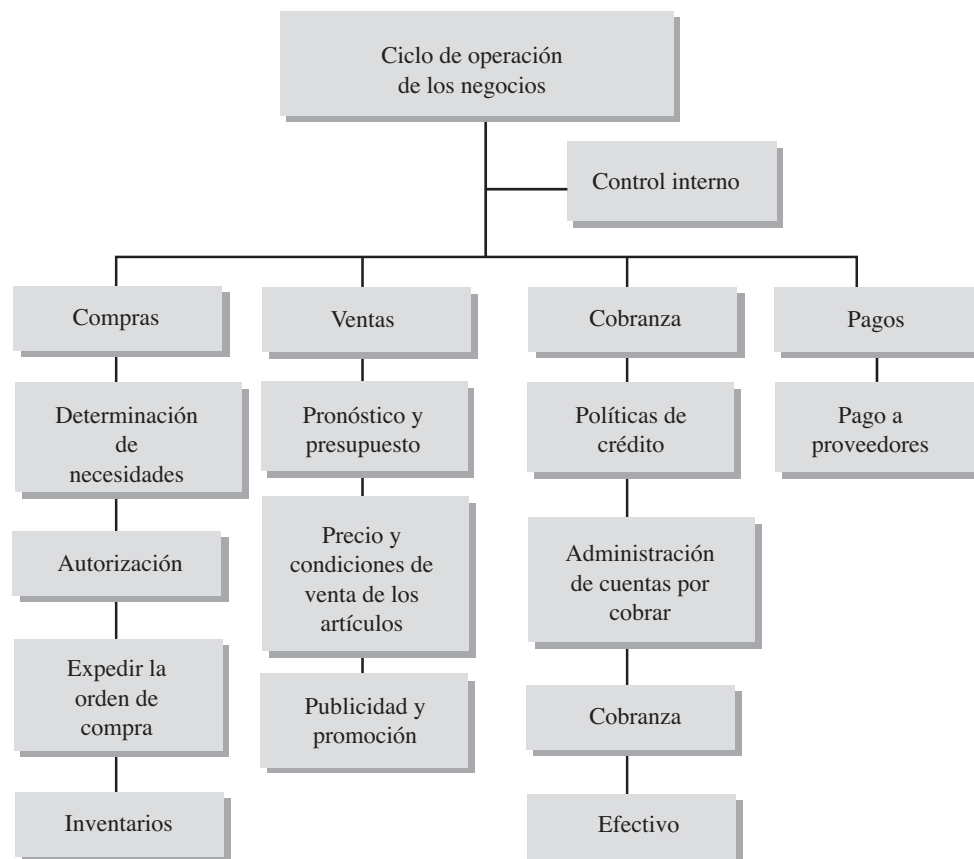 Ciclo de operación
de los negocios
Control interno
Compras
Ventas
Cobranza
Pagos
Determinación
de
necesidades
Pronóstico y
presupuesto
Políticas de
crédito
Pago a
proveedores
Autorización
Precio y
condiciones de
venta de los
artículos
Administración
de cuentas por
cobrar
Expedir la
orden de
compra
Publicidad y
promoción
Cobranza
Inventarios
Efectivo